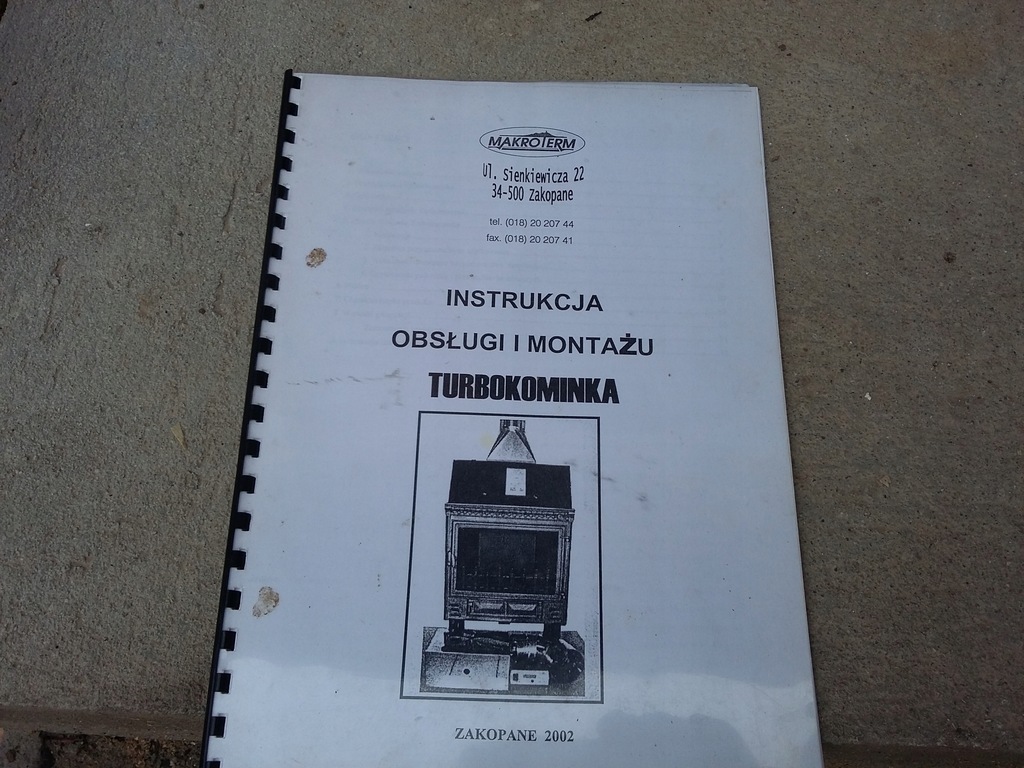 MAKROTERM
Ul. Sienkiewicza 22
34-500 Zakopane
tel. (018) 20 207 44
fax. (018) 20 207 41
INSTRUKCJA
OBSŁUGI I MONTAŻU
TURBOKOMINKA
ZAKOPANE 2002